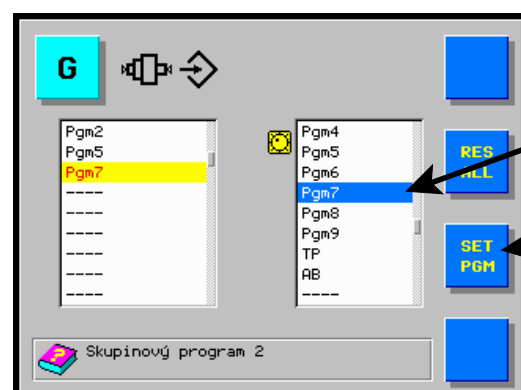 G
Pgm2
Pgm5
Pgm7
----
----
----
----
----
----
Pgm4
Pgm5
Pgm6
Pgm7
Pgm8
Pgm9
TP
AB
----
RES
ALL
SET
PGM
? Skupinový program 2